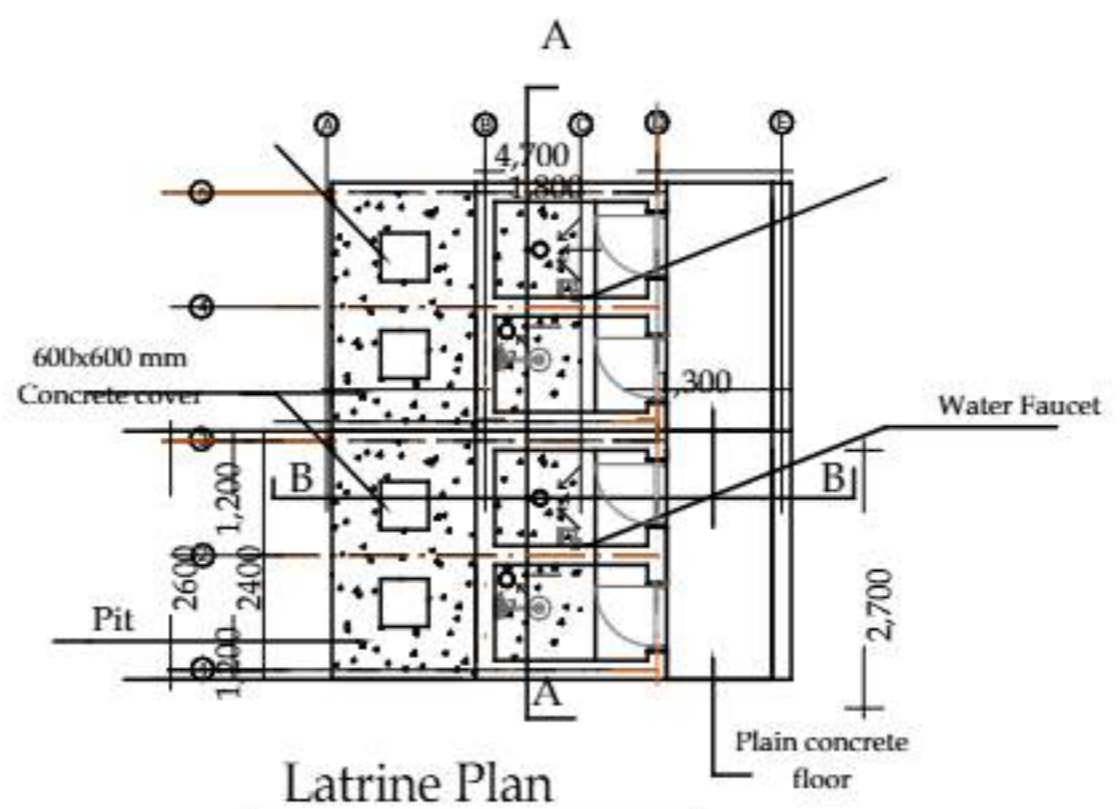 A
A
B
C
E
4,700
1,800
600x600 mm
Concrete cover
,300
Water Faucet
B
B
1,200
2600
2400
2,700
Pit
1,200
A
Plain concrete
floor
Latrine Plan